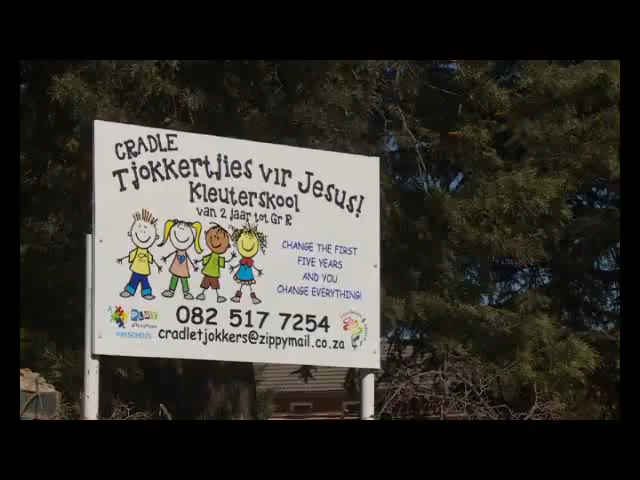 CRADLE
Tjokkertjies vir Jesus!
Kleuterskool
van 2 Jaar tot Gr R
CHANGE THE FIRST
FIVE YEARS
AND YOU
CHANGE EVERYTHING!
082 517 7254
cradletjokkers@zippymail.co.za
PRESCHOOL